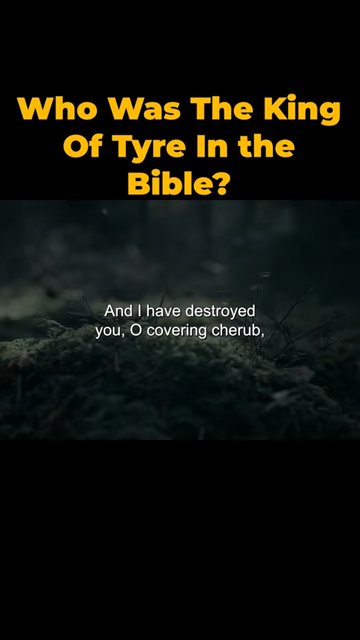 Who Was The King
Of Tyre In the
Bible?
And I have destroyed
you, O covering cherub,